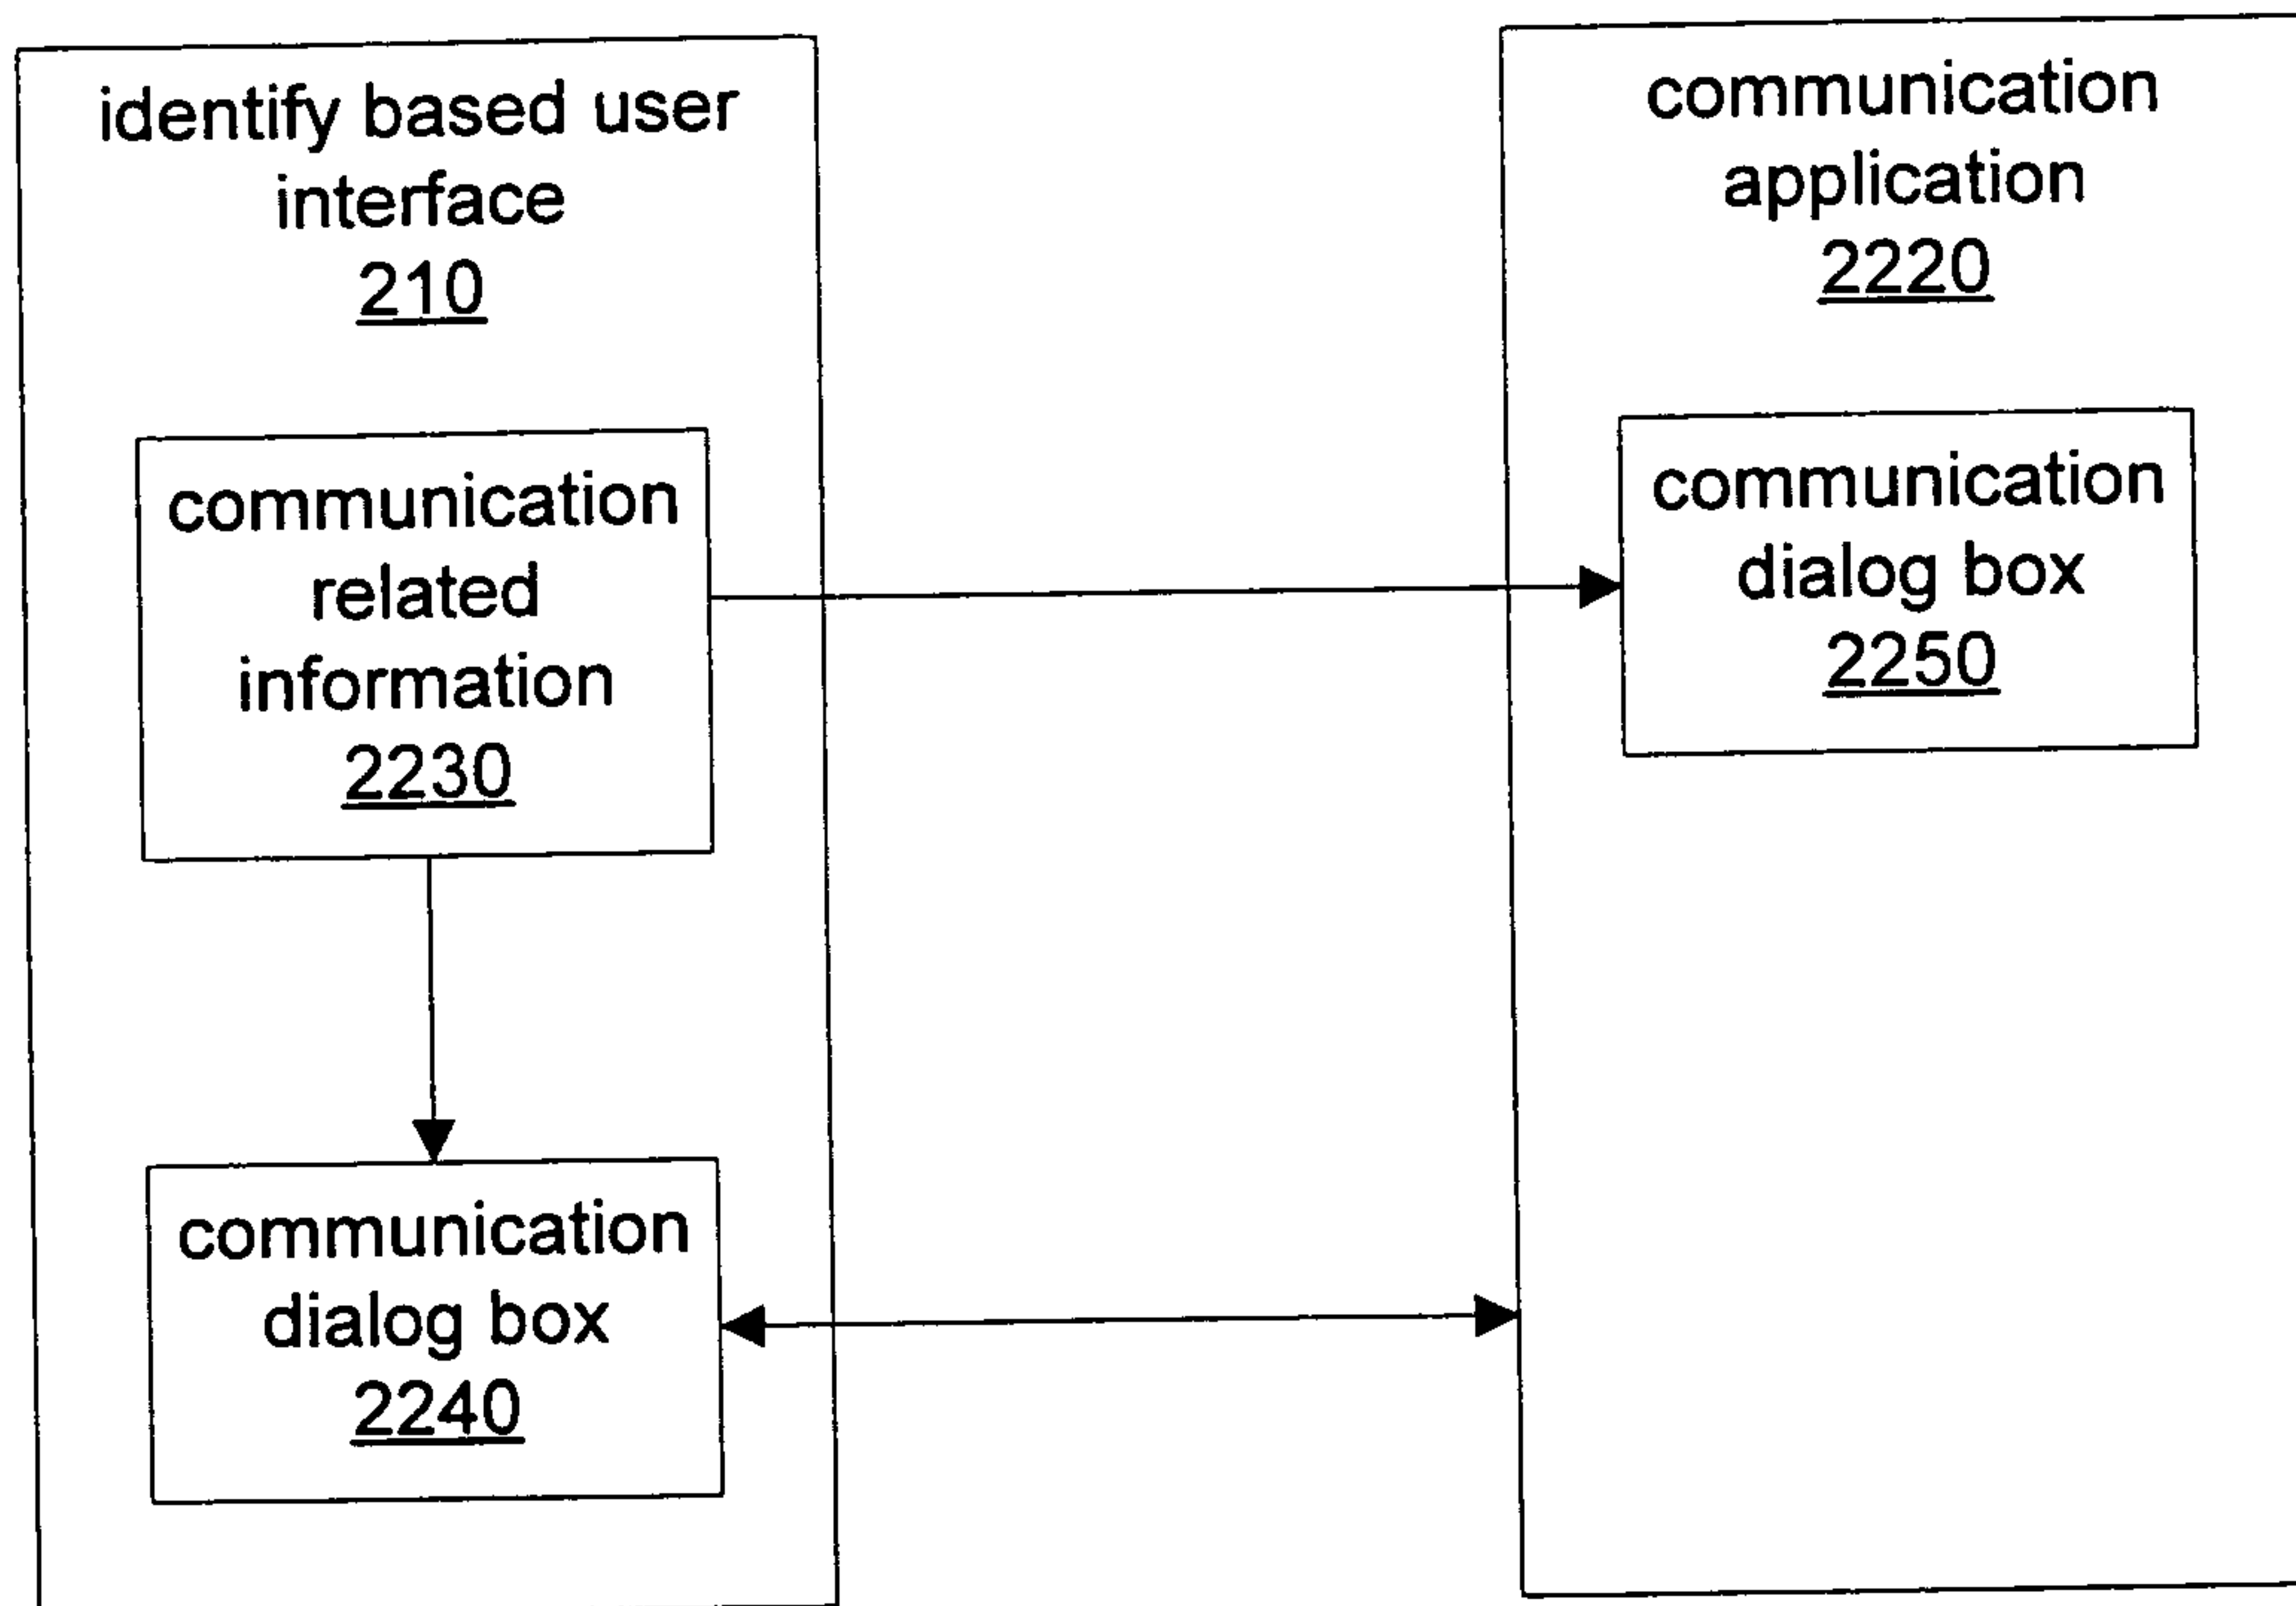 identify based user
interface
210
communication
related
information
2230
communication
dialog box
2240
communication
application
2220
communication
dialog box
2250